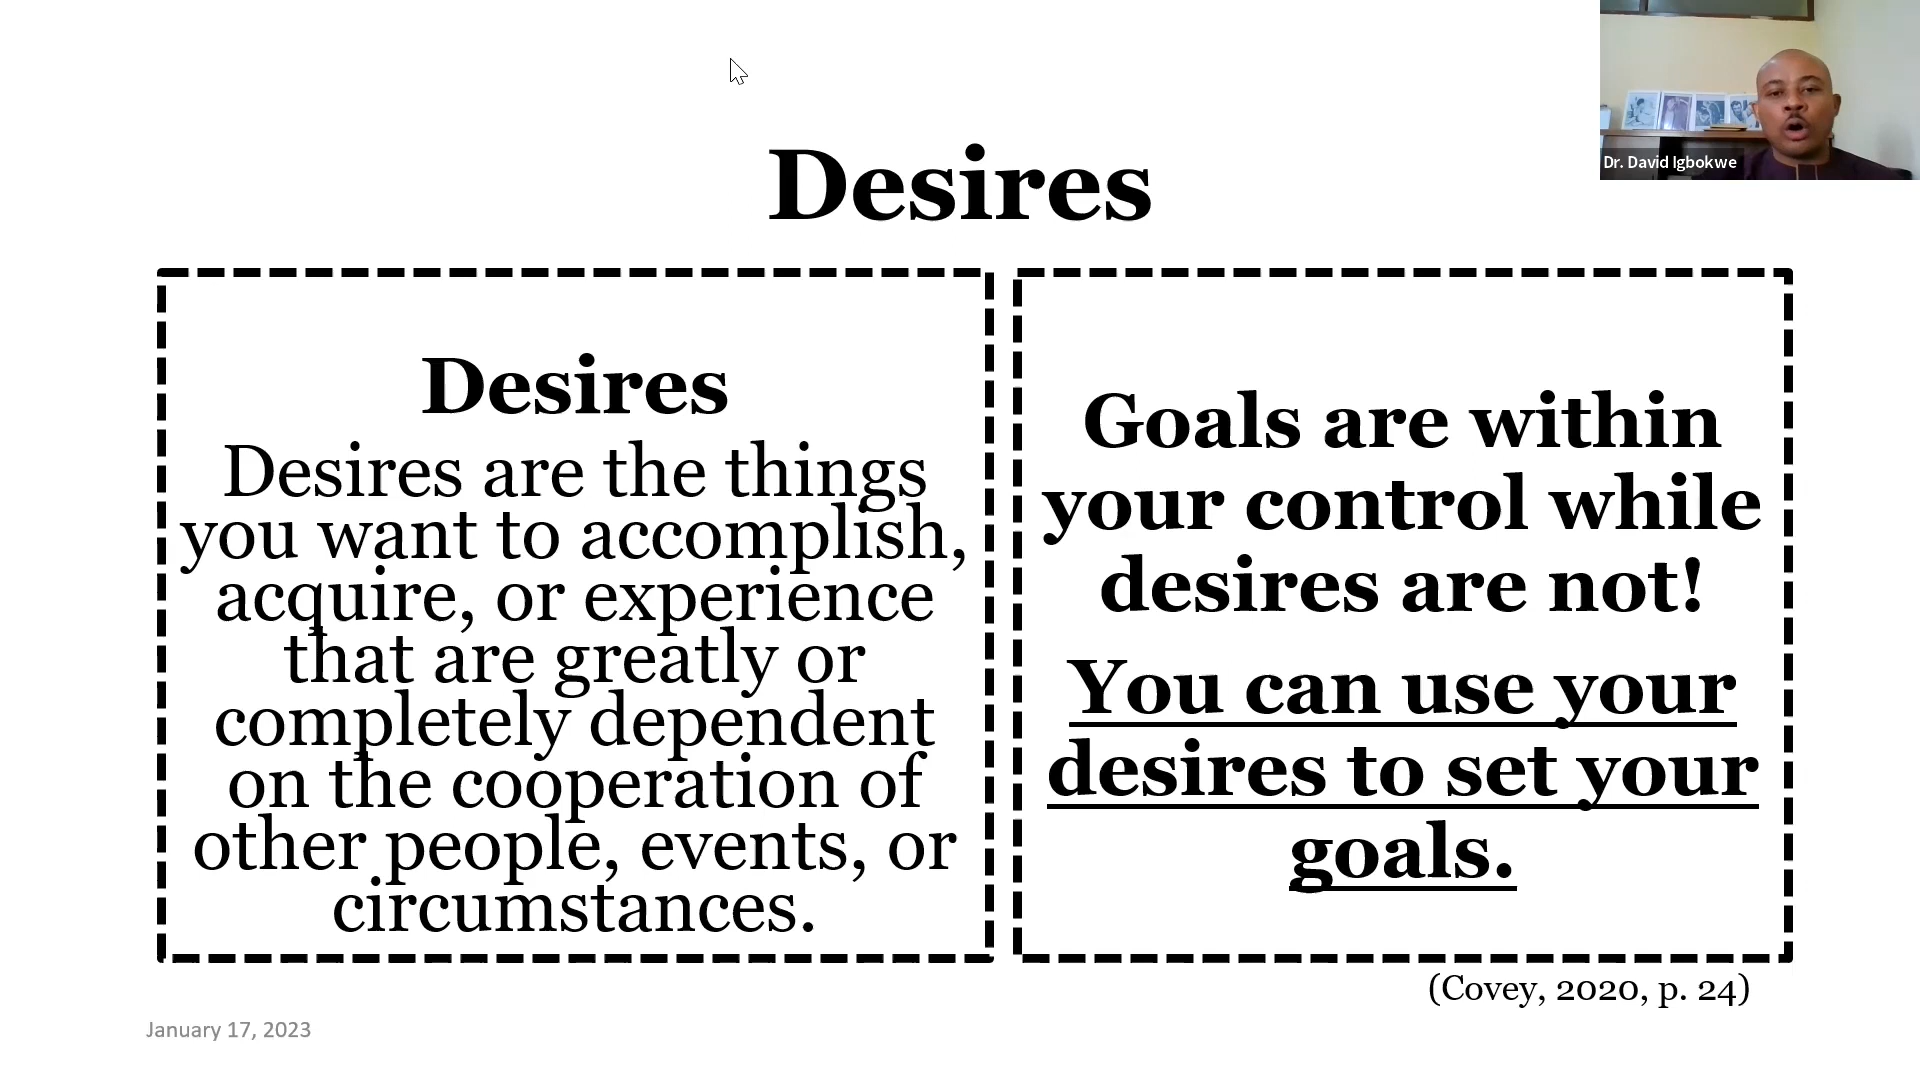 Dr. David Igbokwe
Desires
Desires
Desires are the things
you want to accomplish,
acquire, or experience
that are greatly or
completely dependent
on the cooperation of
other people, events, or
circumstances.
Goals are within
your control while
desires are not!
You can use your
desires to set your
goals.
(Covey, 2020, p. 24)
January 17, 2023